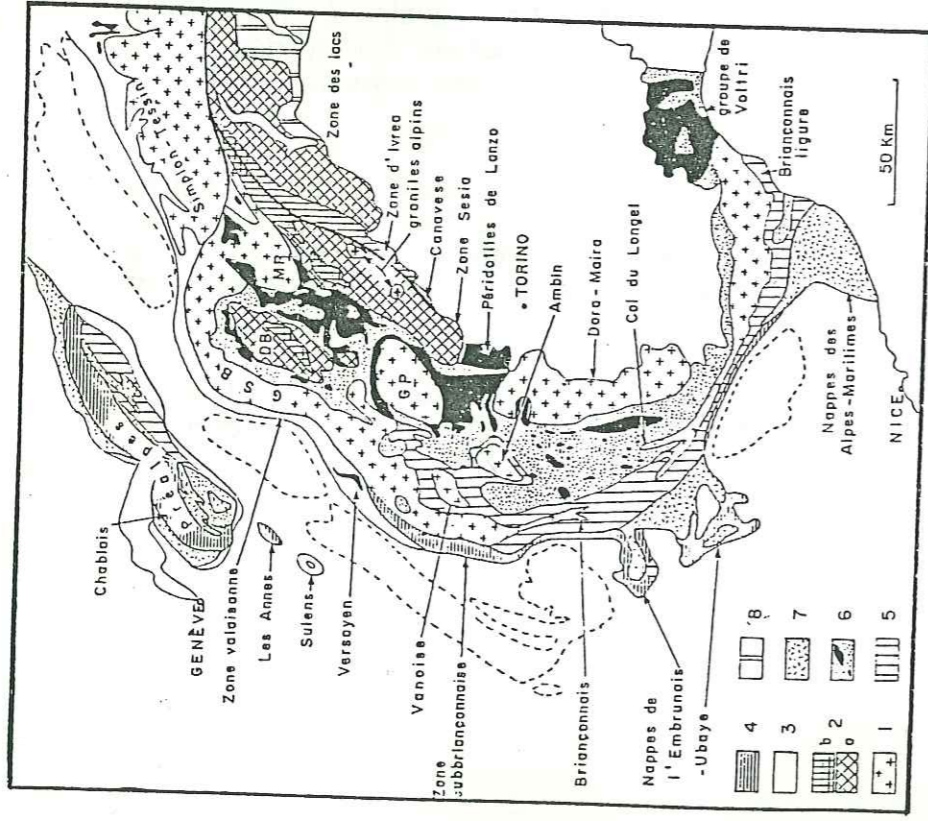 N
Simplon-Tessin
Zone des lacs
Zone d'Ivrea
granites alpins
Canavese
Zone Sesia
Péridotites de Lanzo
TORINO
Ambin
Dora-Maira
Col du Longet
groupe de
Voltri
Briançonnais
ligure
50 Km
Nappes des
Alpes-Maritimes
NICE
MR
DB
G S B
GP
Préalpes
Chablais
GENÈVE
Zone valaisanne
Les Annes
Sulens
Versoyen
Vanoise
Zone
subbriançonnaise
Briançonnais
Nappes de
l'Embrunais
-Ubaye
4
3
b
2
a
1
8
7
6
5